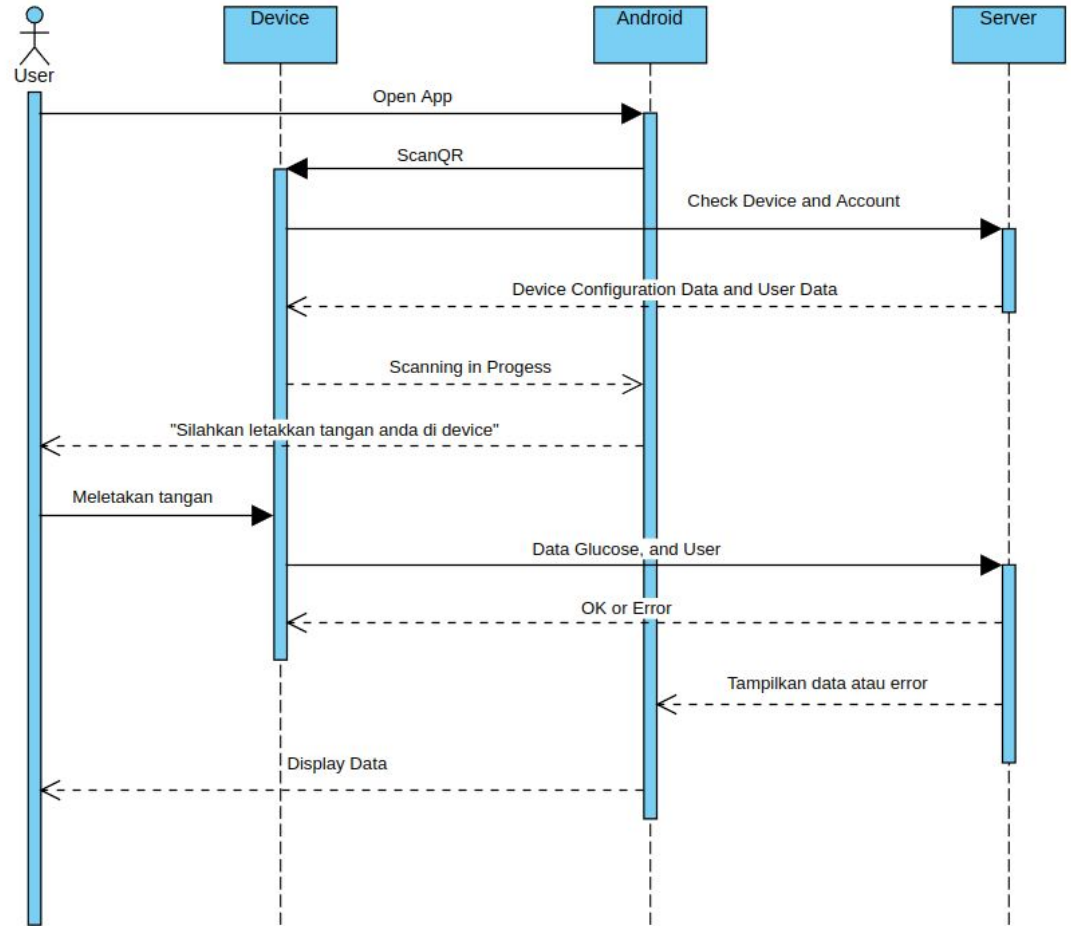 User
Device
Android
Server
Open App
ScanQR
Check Device and Account
Device Configuration Data and User Data
Scanning in Progess
"Silahkan letakkan tangan anda di device"
Meletakan tangan
Data Glucose, and User
OK or Error
Tampilkan data atau error
Display Data